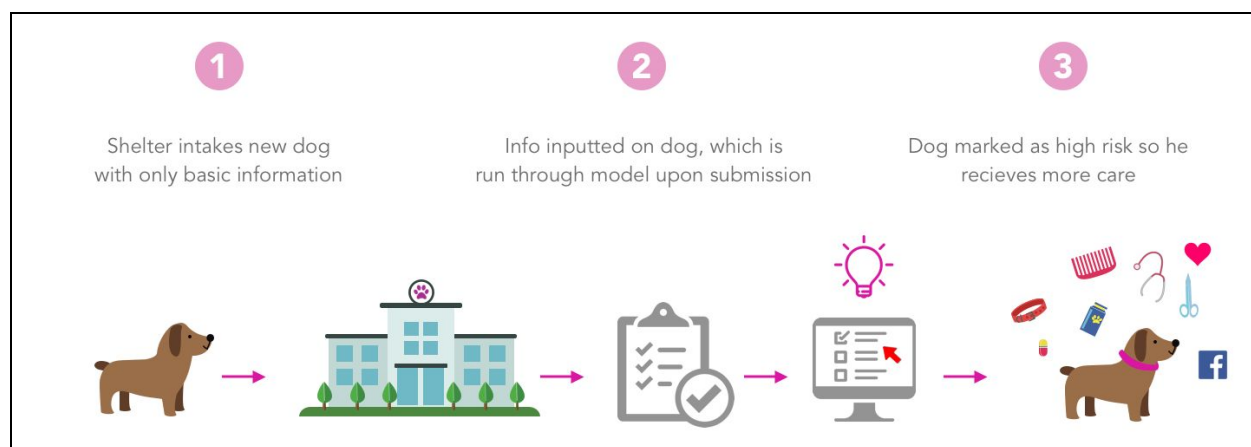 1
2
3
Shelter intakes new dog
with only basic information
Info inputted on dog, which is
run through model upon submission
Dog marked as high risk so he
recieves more care
f